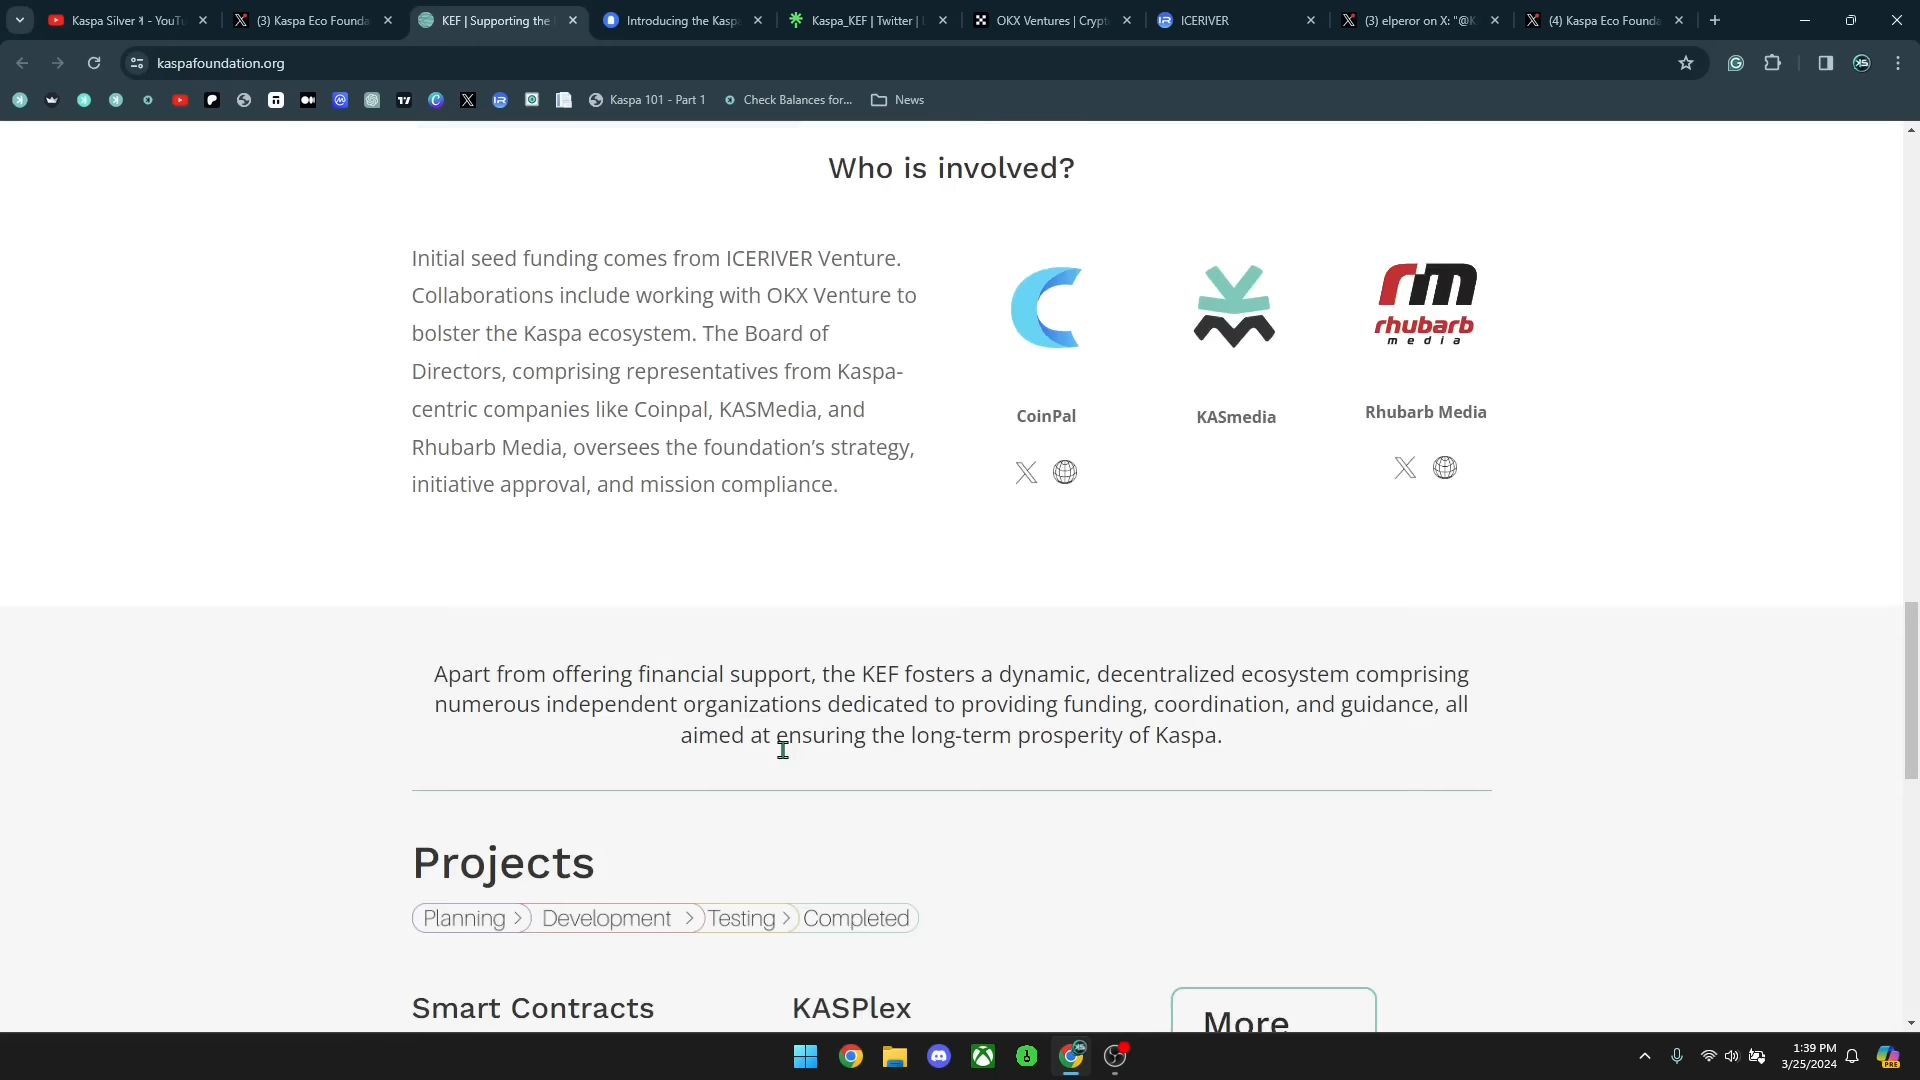 Kaspa Silver
(3) Kaspa Eco Founda
KEF | Supporting the
Introducing the Kasp
Kaspa_KEF | Twitter |
OKX Ventures | Crypt
ICERIVER
(3) elperor on X: "@K
(4) Kaspa Eco Founda
kaspafoundation.org
Kaspa 101 - Part 1
Check Balances for...
News
Who is involved?
Initial seed funding comes from ICERIVER Venture.
Collaborations include working with OKX Venture to
bolster the Kaspa ecosystem. The Board of
Directors, comprising representatives from Kaspa-
centric companies like Coinpal, KASMedia, and
Rhubarb Media, oversees the foundation's strategy,
initiative approval, and mission compliance.
rm
rhubarb
media
CoinPal
KASmedia
Rhubarb Media
Apart from offering financial support, the KEF fosters a dynamic, decentralized ecosystem comprising
numerous independent organizations dedicated to providing funding, coordination, and guidance, all
aimed at ensuring the long-term prosperity of Kaspa.
Projects
Planning > Development > Testing > Completed
Smart Contracts
KASPlex
More
1:39 PM
3/25/2024